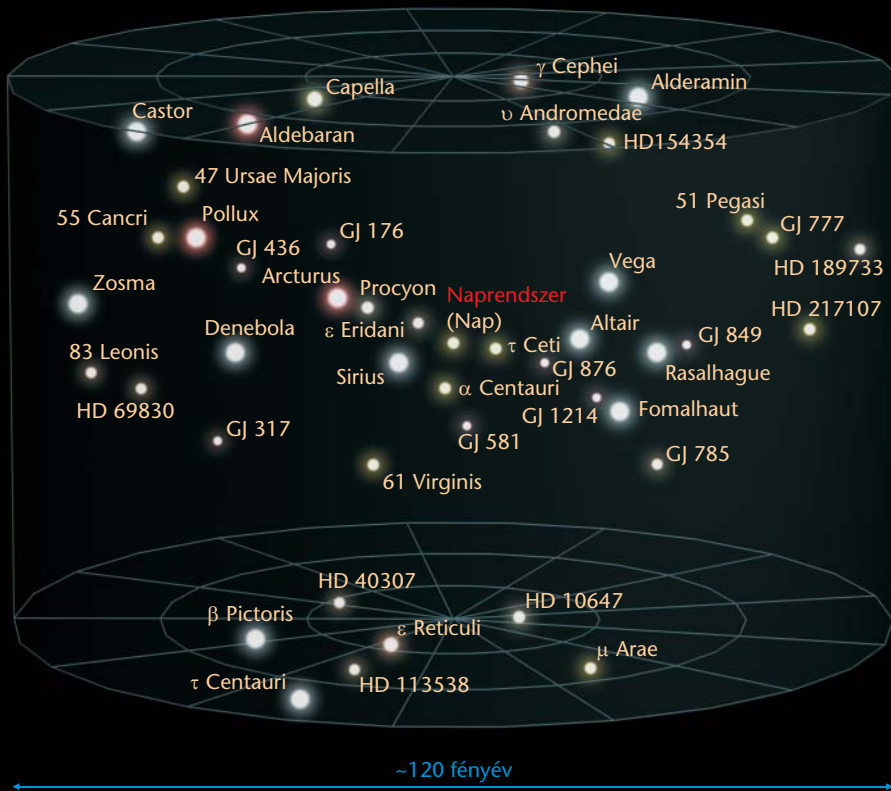 γ Cephei
Capella
Alderamin
Castor
υ Andromedae
Aldebaran
HD154354
47 Ursae Majoris
51 Pegasi
55 Cancri
Pollux
GJ 176
GJ 777
GJ 436
HD 189733
Arcturus
Vega
Zosma
Procyon
Naprendszer
(Nap)
HD 217107
Denebola
ε Eridani
Altair
τ Ceti
GJ 849
83 Leonis
Sirius
GJ 876
Rasalhague
HD 69830
α Centauri
GJ 1214
Fomalhaut
GJ 317
GJ 581
GJ 785
61 Virginis
HD 40307
HD 10647
β Pictoris
ε Reticuli
μ Arae
τ Centauri
HD 113538
~120 fényév